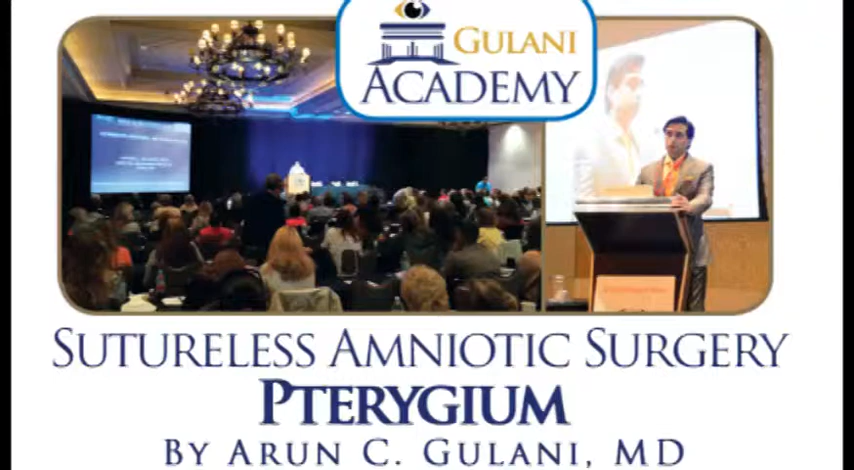 GULANI
ACADEMY
SUTURELESS AMNIOTIC SURGERY
PTERYGIUM
BY ARUN C. GULANI, MD